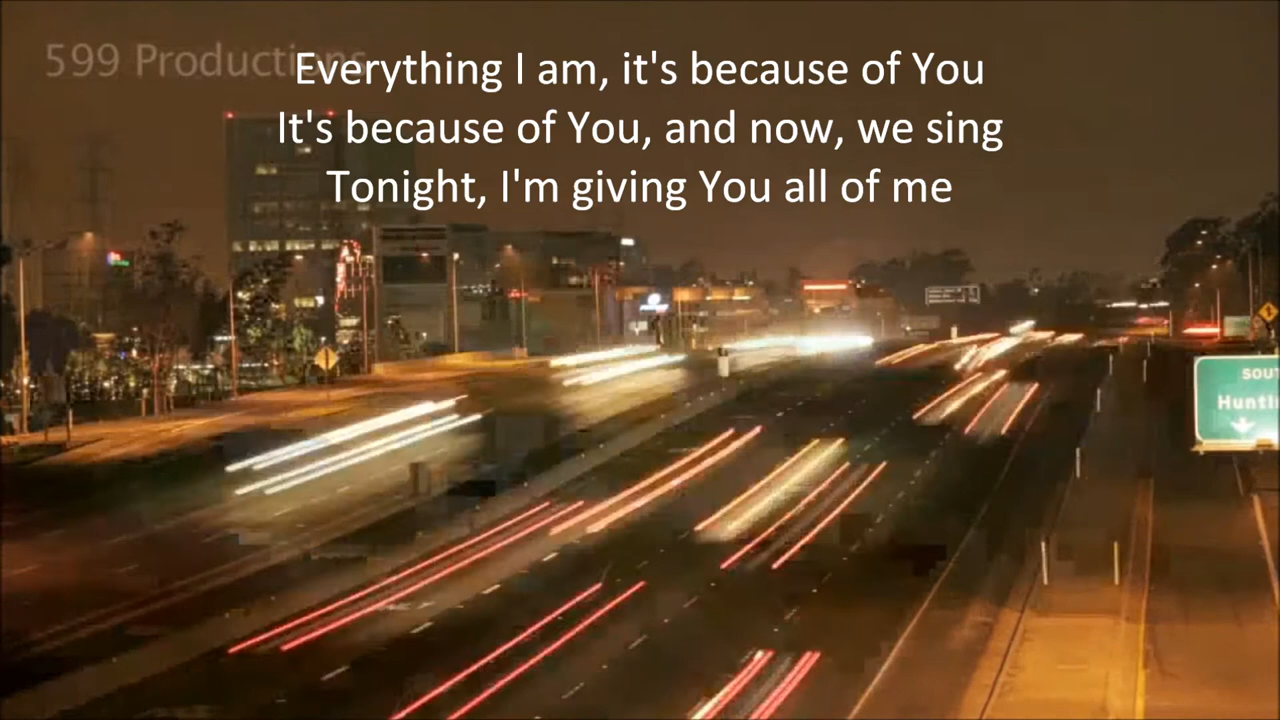 599 Productions
Everything I am, it's because of You
It's because of You, and now, we sing
Tonight, I'm giving You all of me
SOUT
Huntin